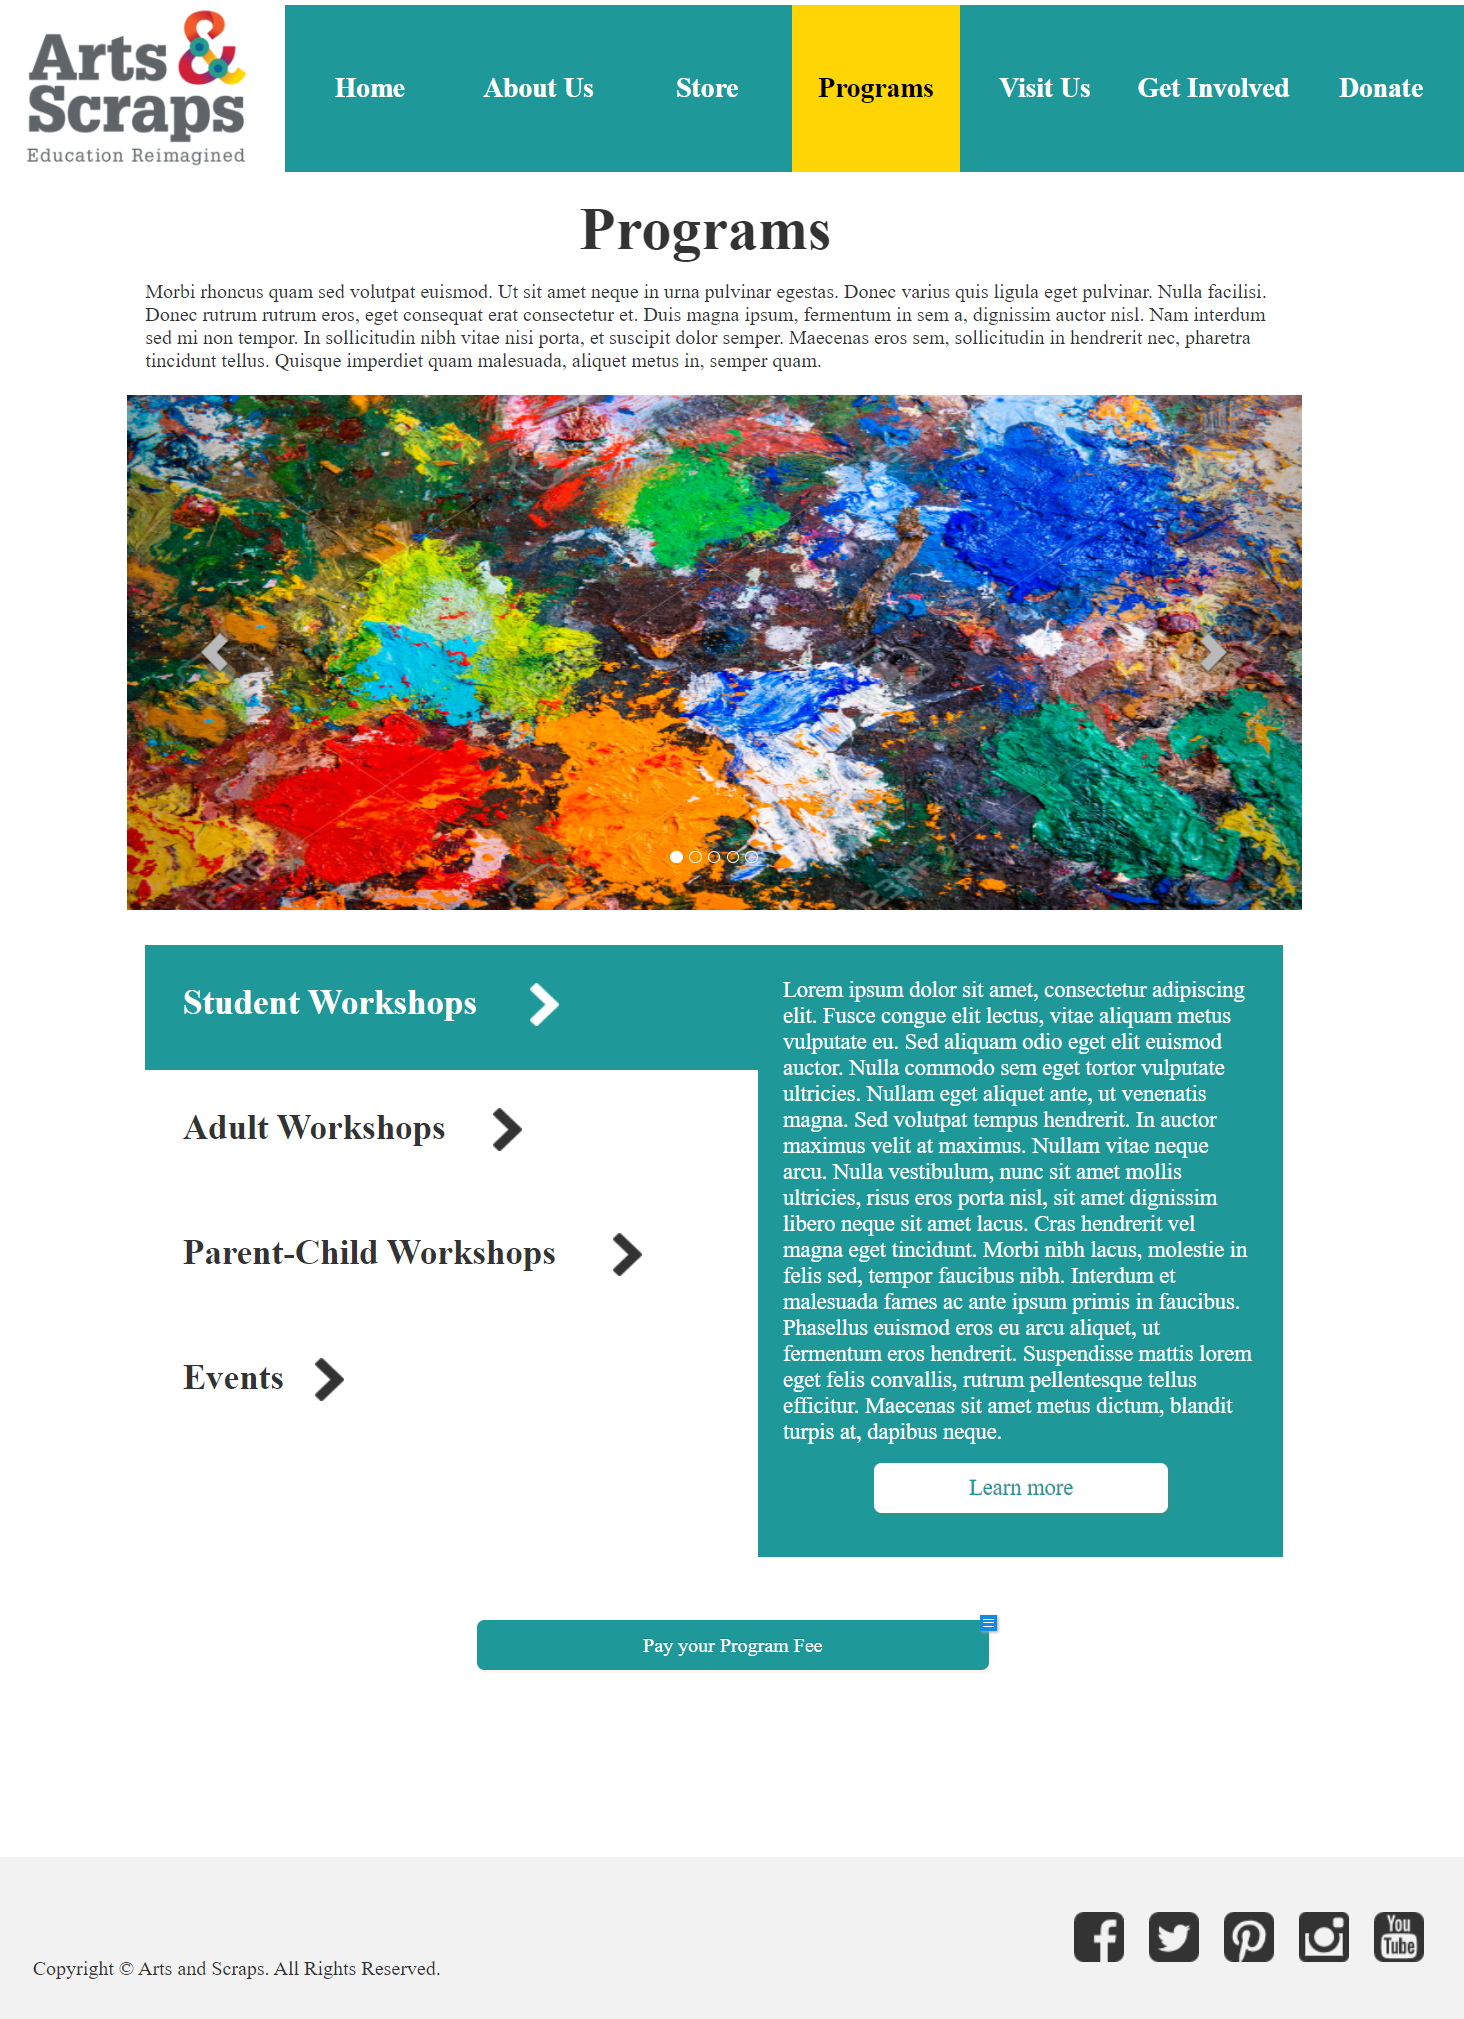 Arts &
Scraps
Education Reimagined
Home About Us Store Programs Visit Us Get Involved Donate
Programs
Morbi rhoncus quam sed volutpat euismod. Ut sit amet neque in urna pulvinar egestas. Donec varius quis ligula eget pulvinar. Nulla facilisi.
Donec rutrum rutrum eros, eget consequat erat consectetur et. Duis magna ipsum, fermentum in sem a, dignissim auctor nisl. Nam interdum
sed mi non tempor. In sollicitudin nibh vitae nisi porta, et suscipit dolor semper. Maecenas eros sem, sollicitudin in hendrerit nec, pharetra
tincidunt tellus. Quisque imperdiet quam malesuada, aliquet metus in, semper quam.
Student Workshops
Adult Workshops
Parent-Child Workshops
Events
Lorem ipsum dolor sit amet, consectetur adipiscing
elit. Fusce congue elit lectus, vitae aliquam metus
vulputate eu. Sed aliquam odio eget elit euismod
auctor. Nulla commodo sem eget tortor vulputate
ultricies. Nullam eget aliquet ante, ut venenatis
magna. Sed volutpat tempus hendrerit. In auctor
maximus velit at maximus. Nullam vitae neque
arcu. Nulla vestibulum, nunc sit amet mollis
ultricies, risus eros porta nisl, sit amet dignissim
libero neque sit amet lacus. Cras hendrerit vel
magna eget tincidunt. Morbi nibh lacus, molestie in
felis sed, tempor faucibus nibh. Interdum et
malesuada fames ac ante ipsum primis in faucibus.
Phasellus euismod eros eu arcu aliquet, ut
fermentum eros hendrerit. Suspendisse mattis lorem
eget felis convallis, rutrum pellentesque tellus
efficitur. Maecenas sit amet metus dictum, blandit
turpis at, dapibus neque.
Learn more
Pay your Program Fee
You
Tube
Copyright © Arts and Scraps. All Rights Reserved.